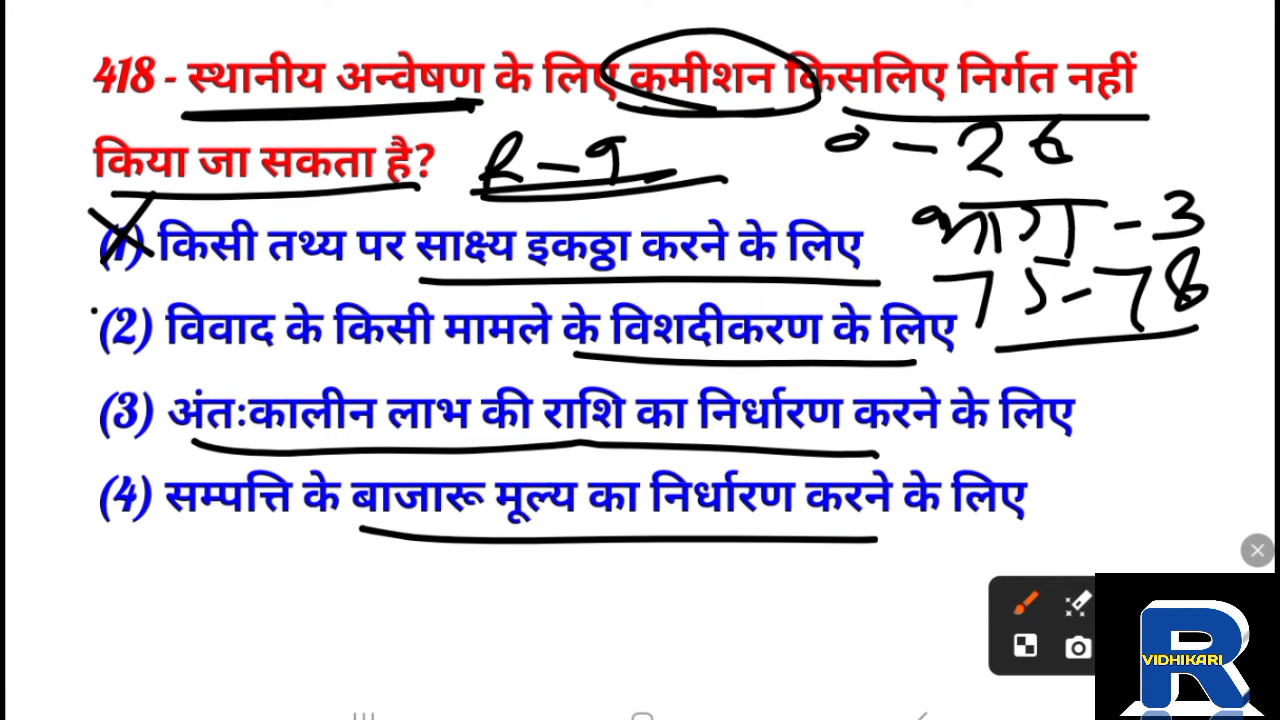 418 - स्थानीय अन्वेषण के लिए कमीशन किसलिए निर्गत नहीं
किया जा सकता है?
R - 9
O - 26
भाग - 3
75 - 78
(1) किसी तथ्य पर साक्ष्य इकठ्ठा करने के लिए
(2) विवाद के किसी मामले के विशदीकरण के लिए
(3) अंतःकालीन लाभ की राशि का निर्धारण करने के लिए
(4) सम्पत्ति के बाजारू मूल्य का निर्धारण करने के लिए
R
VIDHIKARI